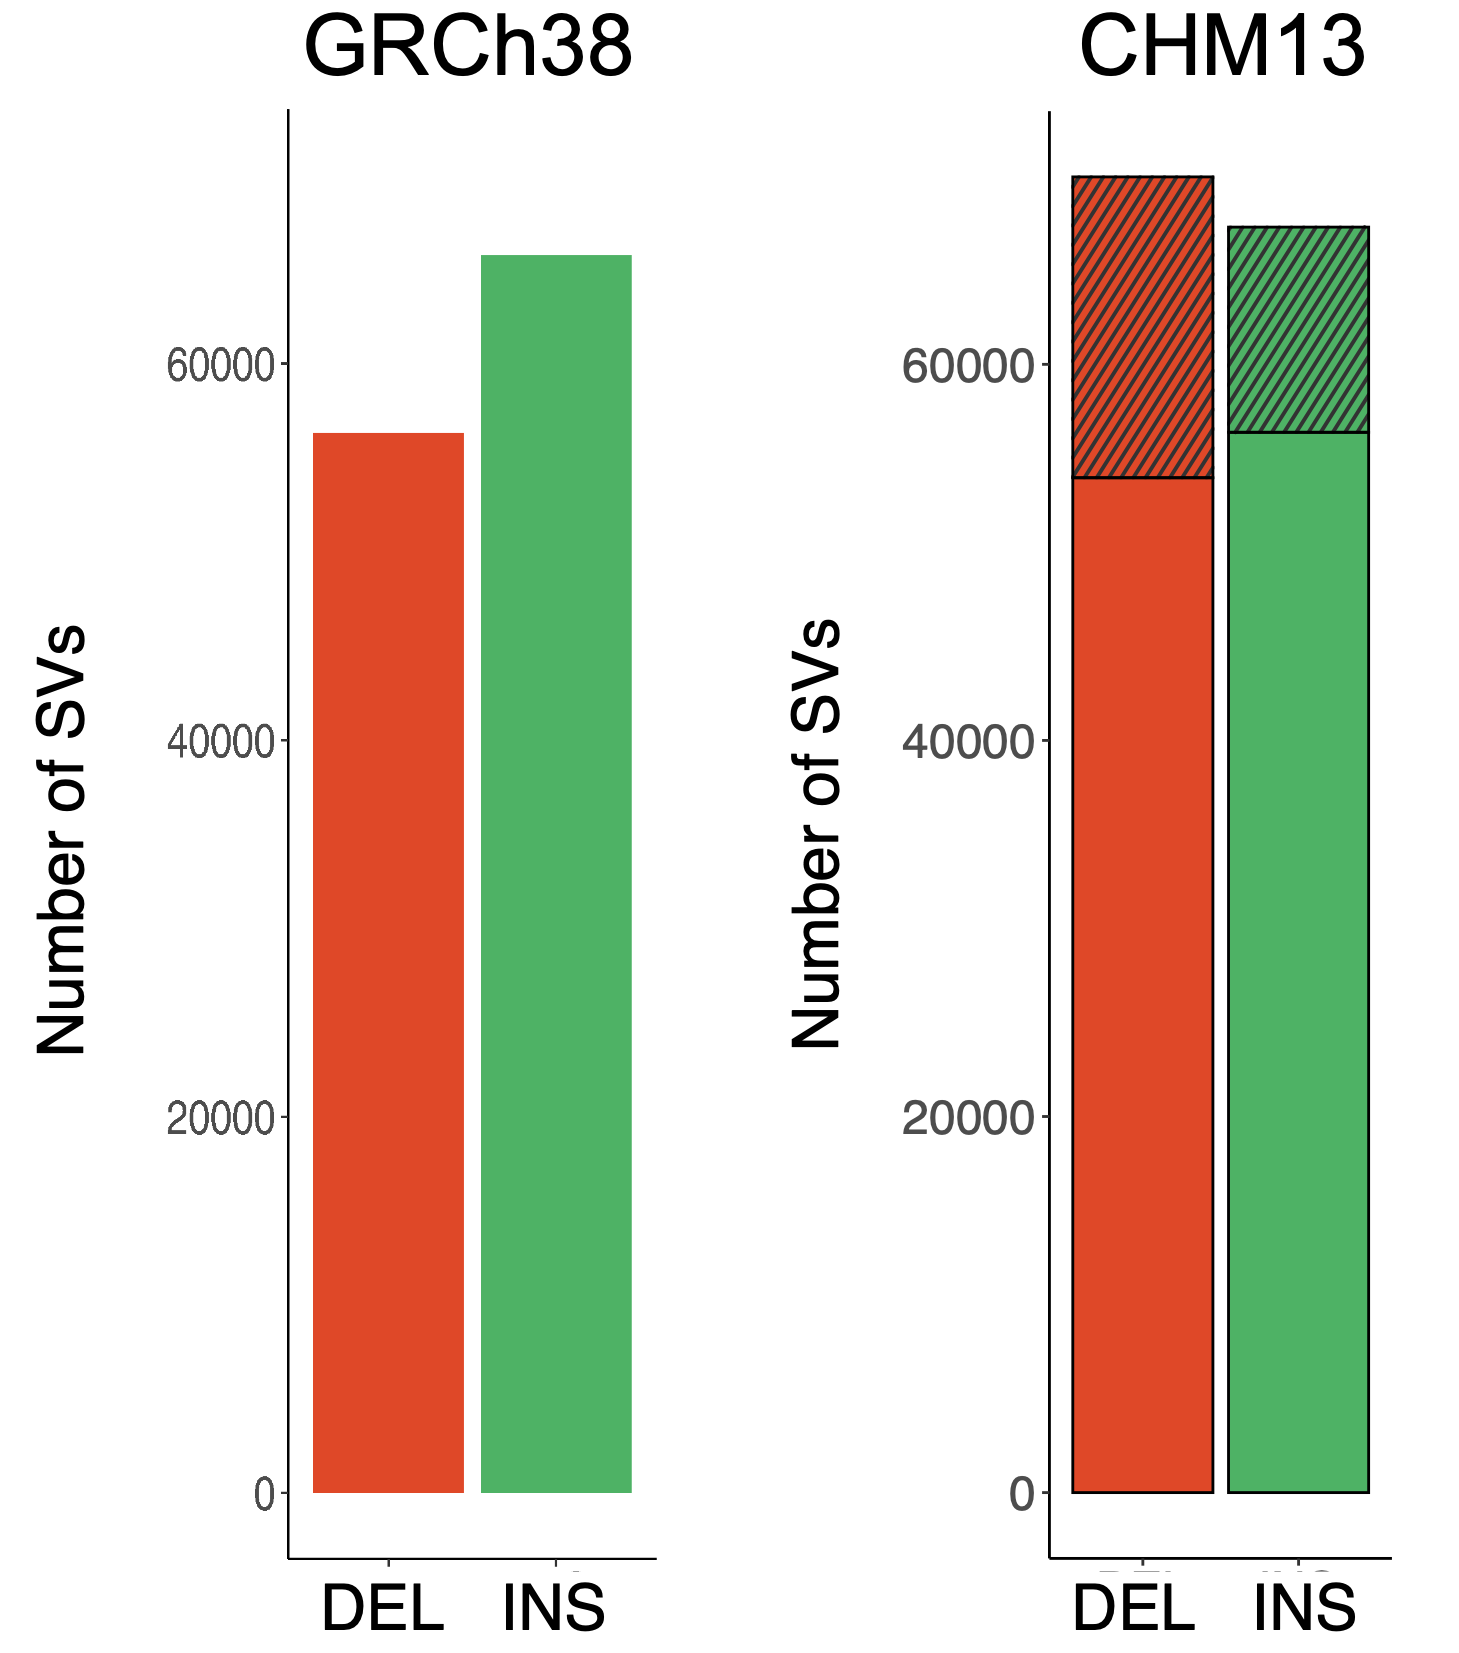 GRCh38
CHM13
Number of SVs
60000
40000
20000
0
DEL INS
Number of SVs
60000
40000
20000
0
DEL INS